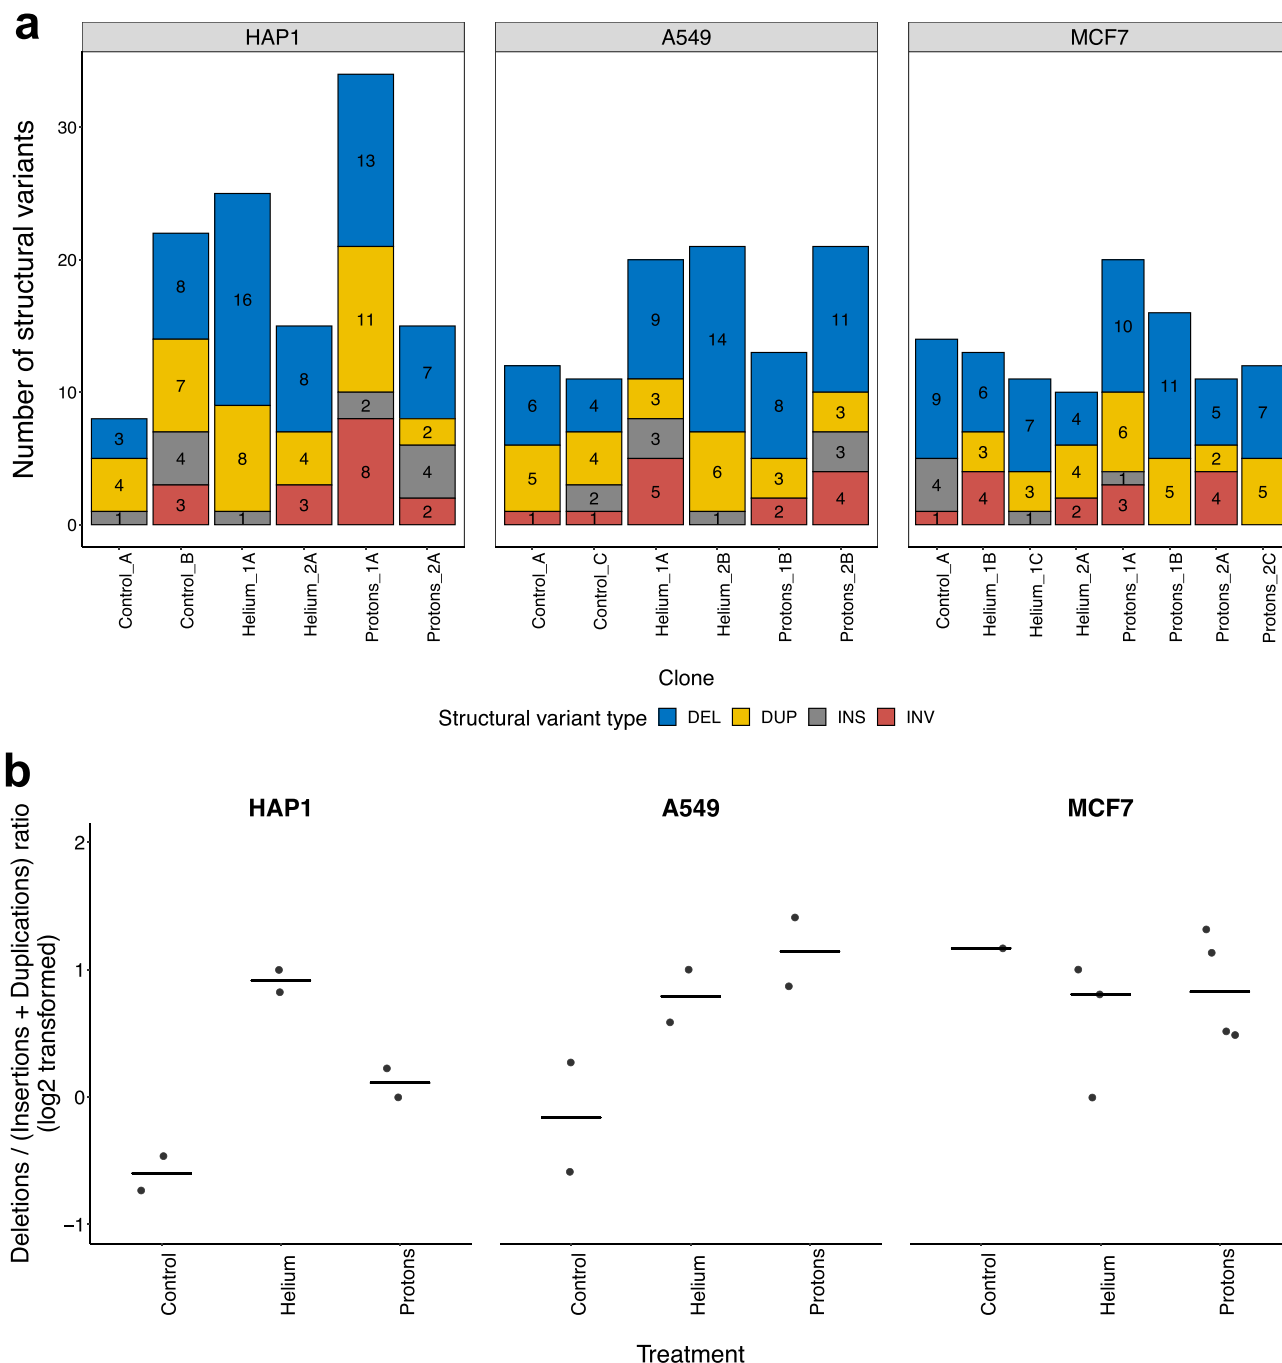 a
HAP1
A549
MCF7
Number of structural variants
30
20
10
0
3
4
1
8
7
4
3
16
8
1
8
4
3
13
11
2
8
7
2
4
2
6
5
1
4
4
2
1
9
3
3
5
14
6
1
8
3
2
11
3
3
4
9
4
1
6
3
4
7
3
1
4
4
2
10
6
1
3
11
5
5
2
4
7
5
Control_A
Control_B
Helium_1A
Helium_2A
Protons_1A
Protons_2A
Control_A
Control_C
Helium_1A
Helium_2B
Protons_1B
Protons_2B
Control_A
Helium_1B
Helium_1C
Helium_2A
Protons_1A
Protons_1B
Protons_2A
Protons_2C
Clone
Structural variant type DEL DUP INS INV
b
HAP1
A549
MCF7
Deletions / (Insertions + Duplications) ratio
(log2 transformed)
2
1
0
−1
Control
Helium
Protons
Control
Helium
Protons
Control
Helium
Protons
Treatment